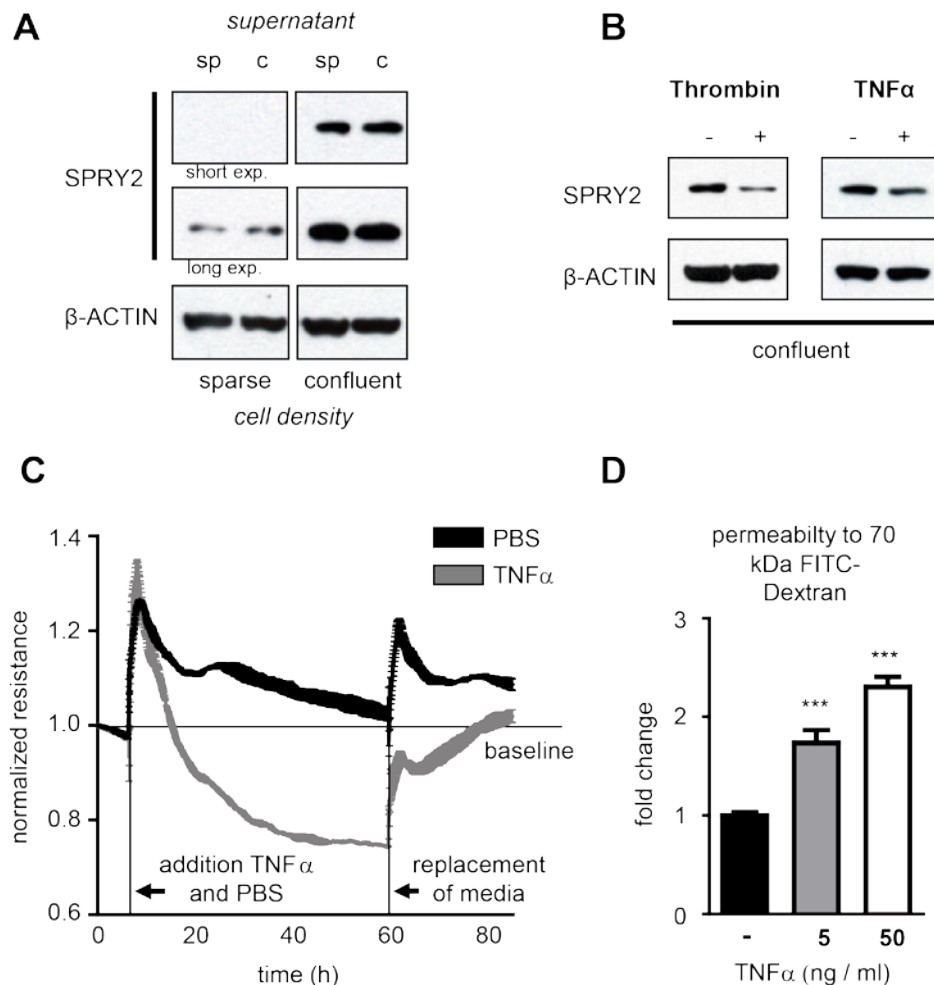 A
supernatant
sp c sp c
SPRY2
short exp.
long exp.
β-ACTIN
sparse confluent
cell density
B
Thrombin TNFα
- + - +
SPRY2
β-ACTIN
confluent
C
normalized resistance
1.4
1.2
1.0
0.8
0.6
PBS
TNFα
baseline
addition TNFα
and PBS
replacement
of media
0 20 40 60 80
time (h)
D
permeabilty to 70
kDa FITC-
Dextran
fold change
3
2
1
0
***
***
- 5 50
TNFα (ng / ml)